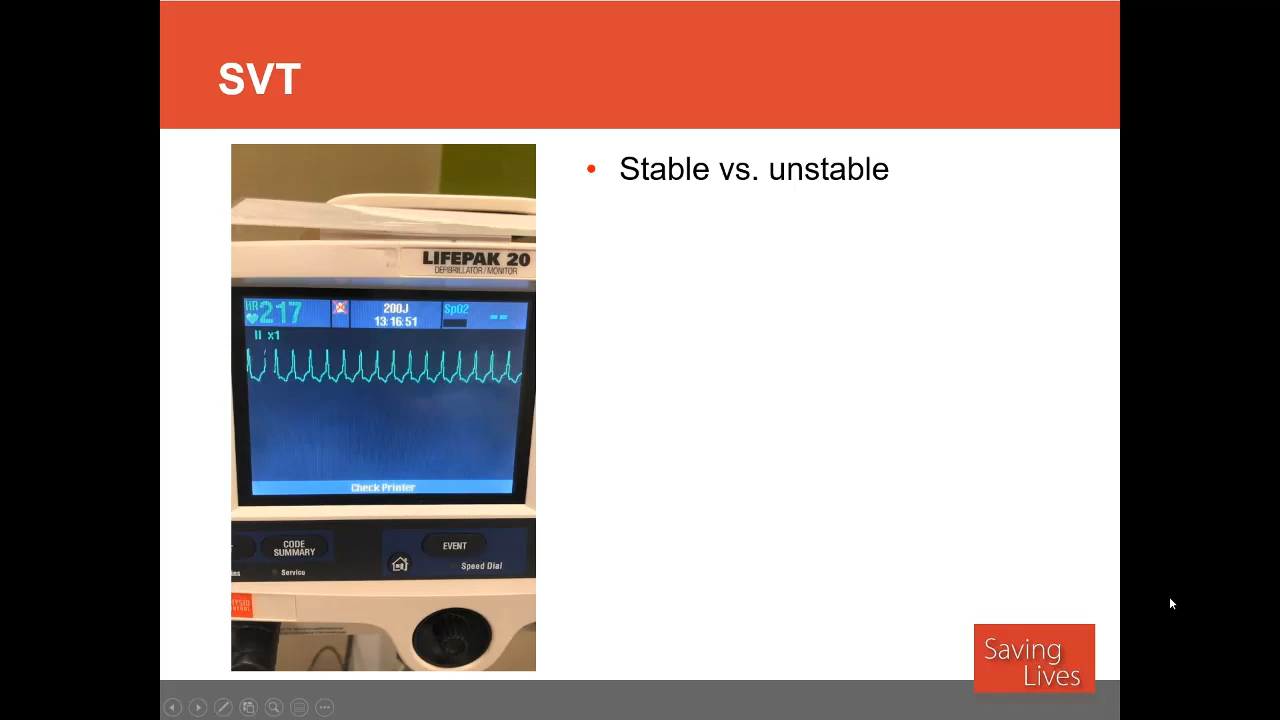 SVT
• Stable vs. unstable
LIFEPAK 20
DEFIBRILLATOR/MONITOR
HR 217
200J
13:16:51
SpO2
--
II x1
Check Printer
CODE
SUMMARY
EVENT
Speed Dial
Service
Saving
Lives